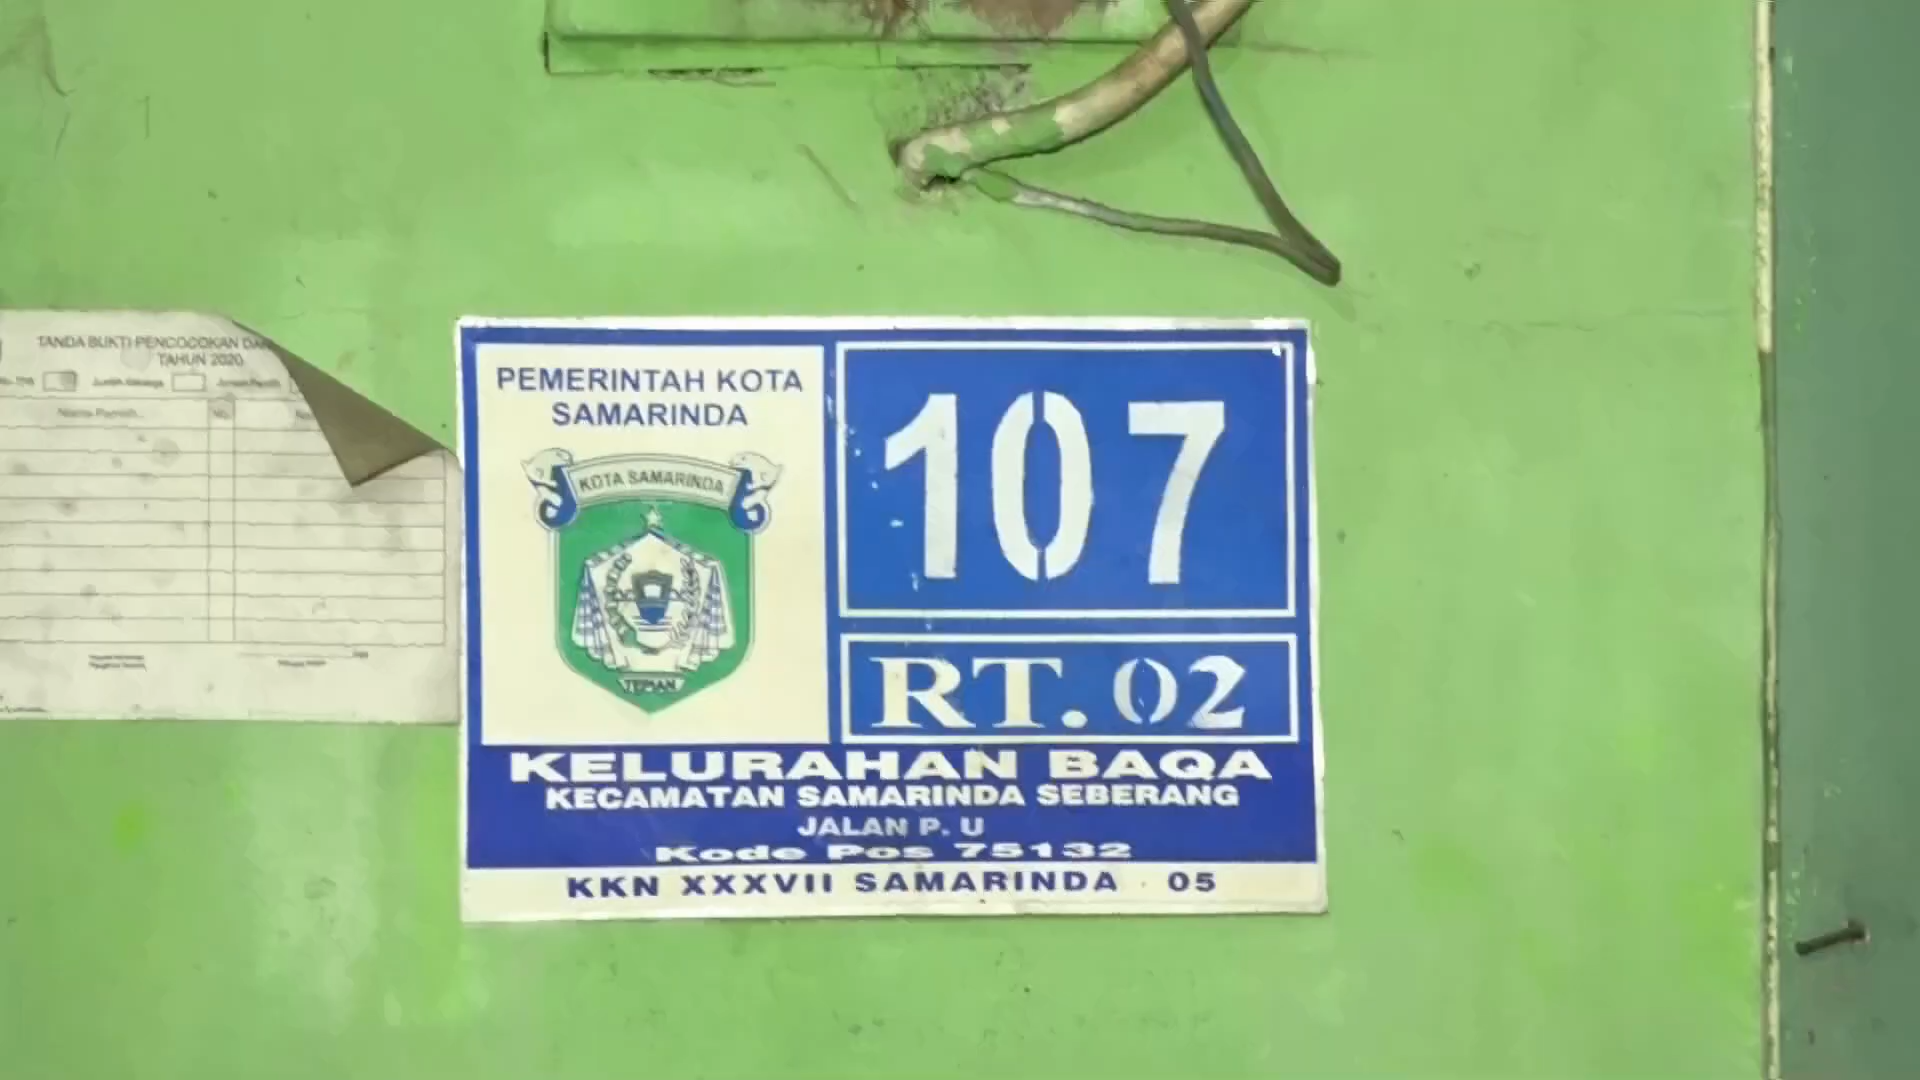 TANDA BUKTI PENCOCOKAN DAN
TAHUN 2020
PEMERINTAH KOTA
SAMARINDA
KOTA SAMARINDA
TEPIAN
107
RT. 02
KELURAHAN BAQA
KECAMATAN SAMARINDA SEBERANG
JALAN P. U
Kode Pos 75132
KKN XXXVII SAMARINDA 05